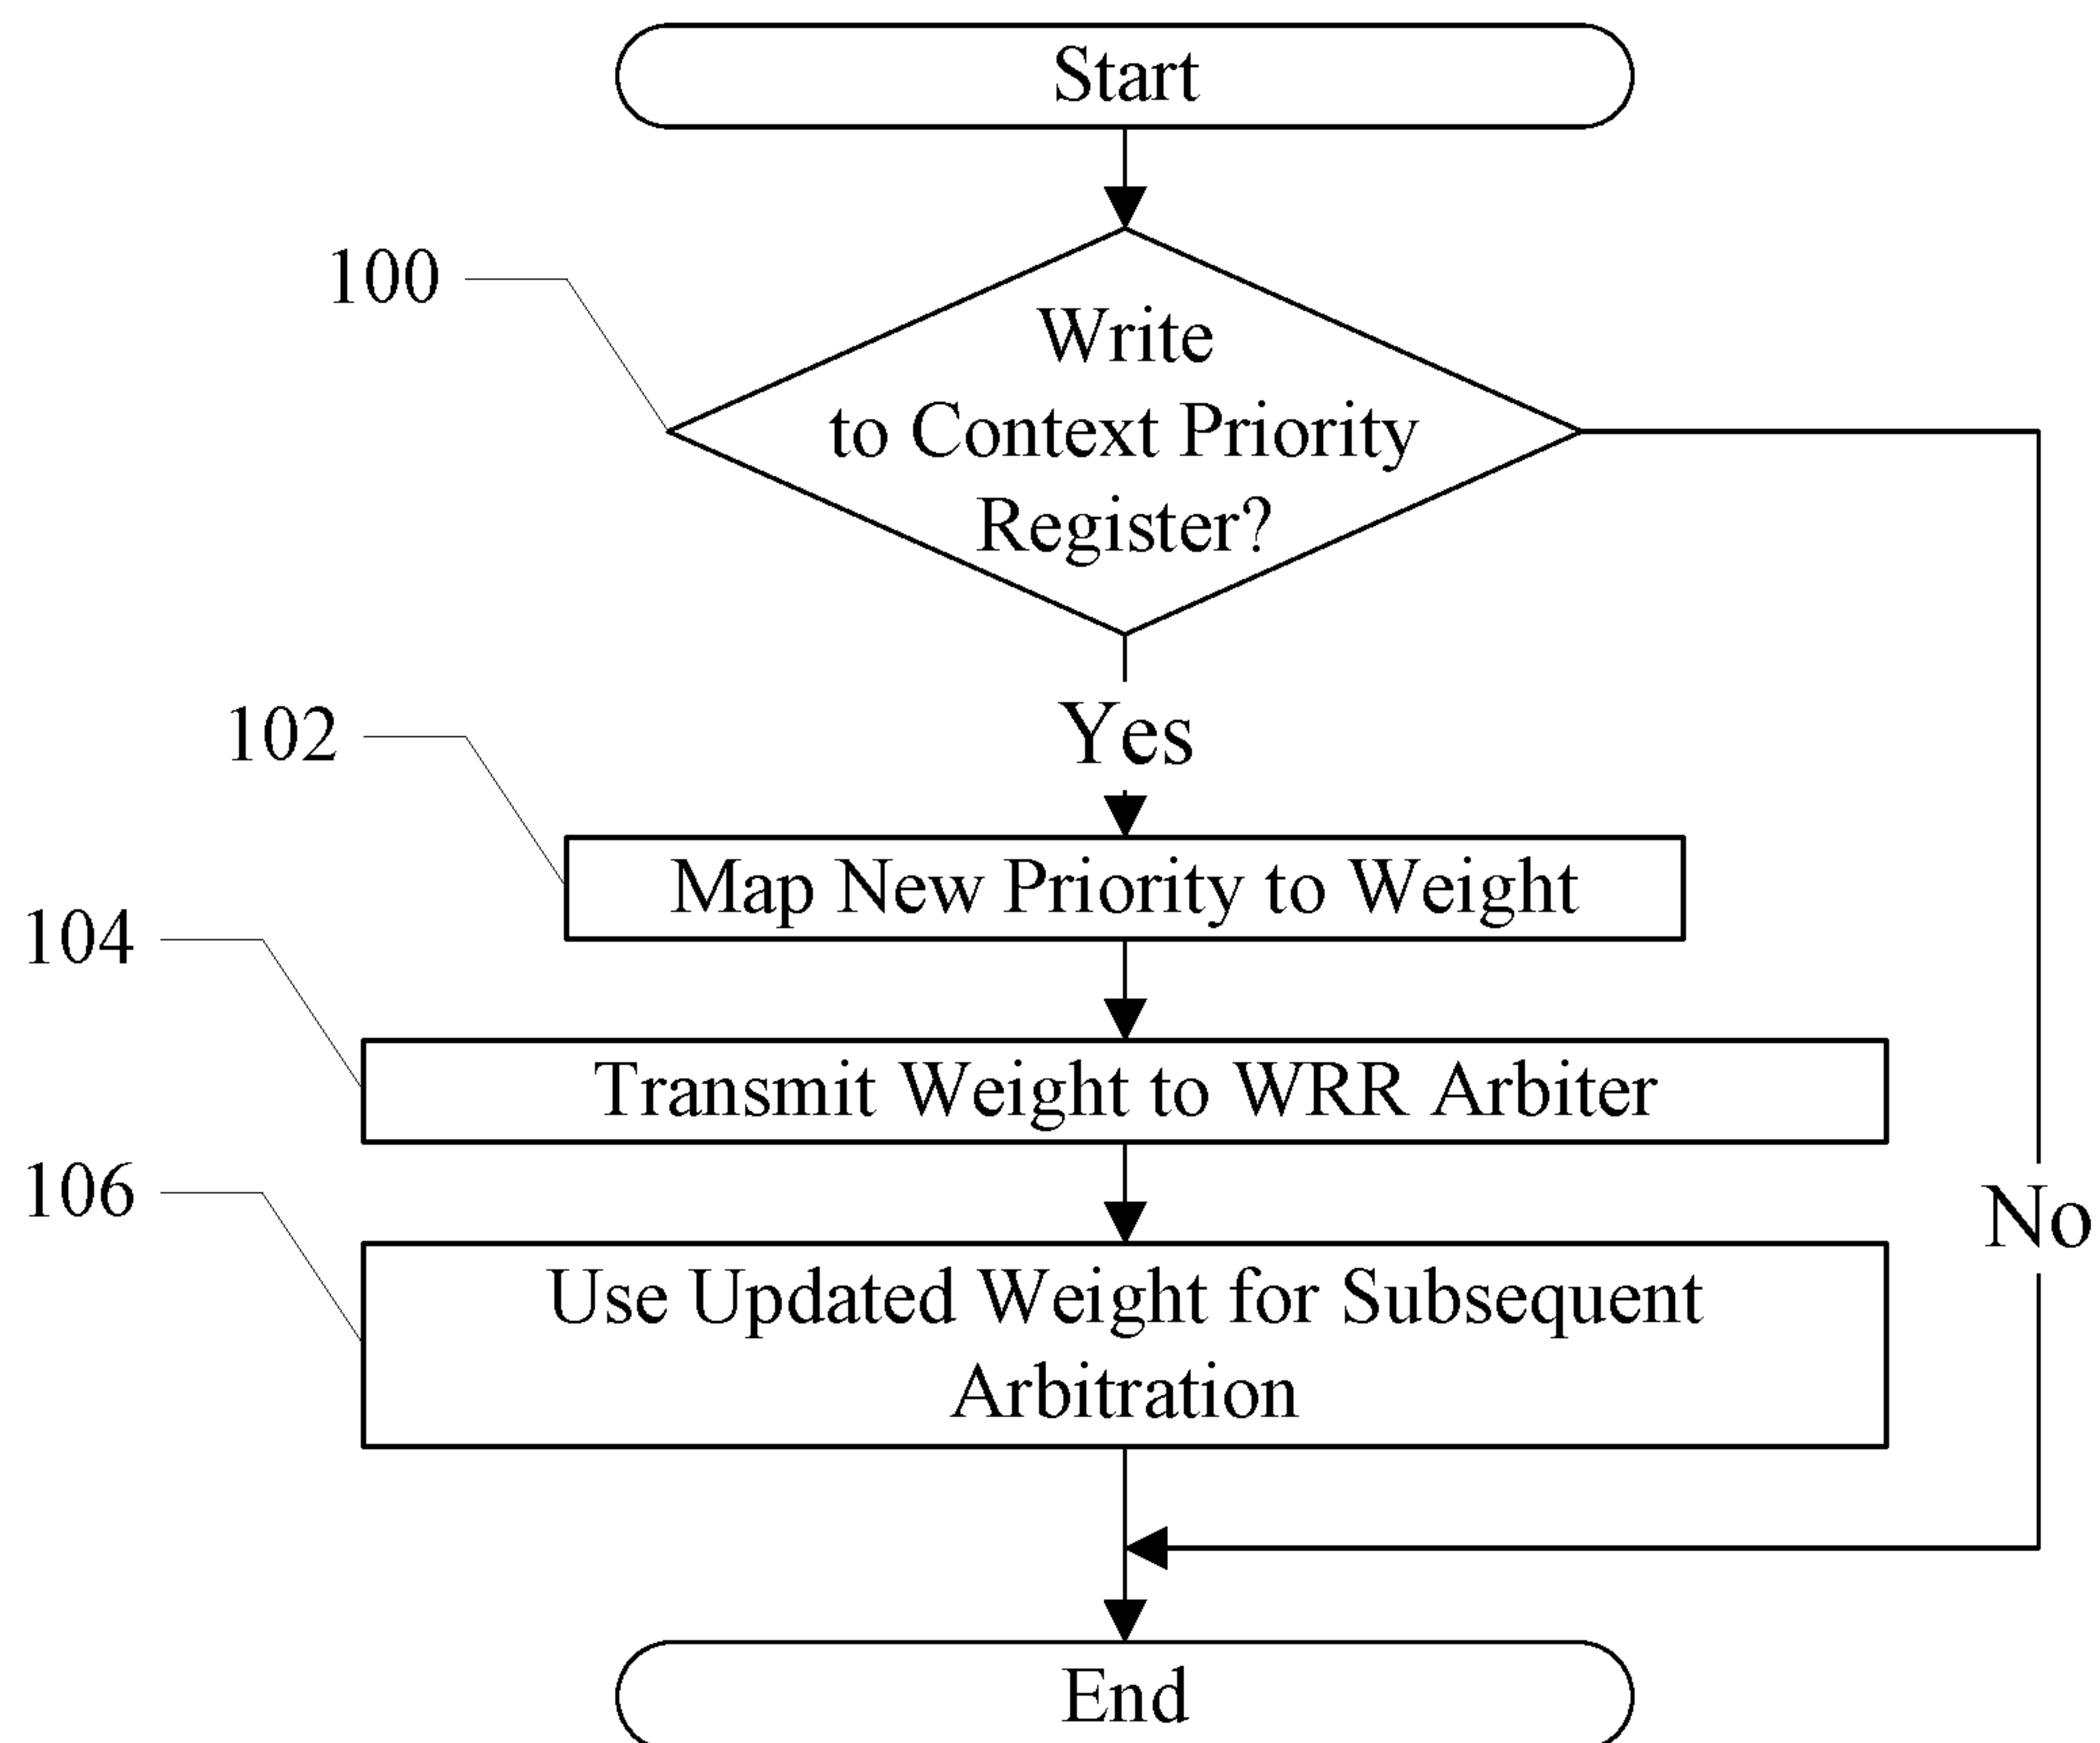 Start
100
Write
to Context Priority
Register?
Yes
102
Map New Priority to Weight
104
Transmit Weight to WRR Arbiter
106
No
Use Updated Weight for Subsequent
Arbitration
End